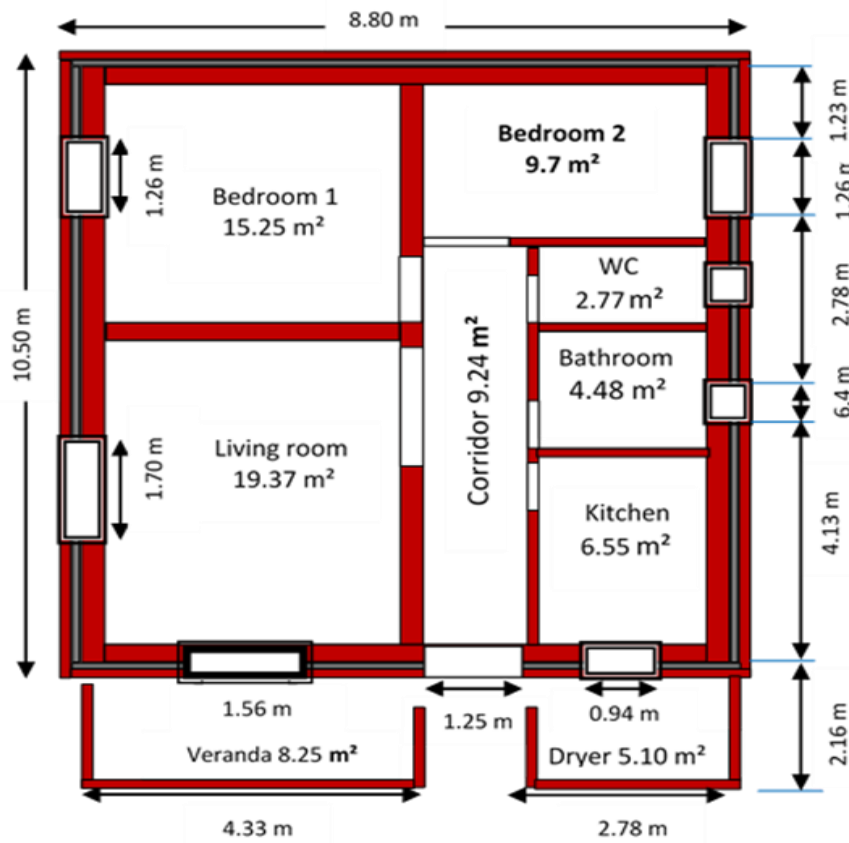 8.80 m
1.23 m
Bedroom 2
9.7 m²
1.26 m
1.26 m
Bedroom 1
15.25 m²
WC
2.77 m²
2.78 m
10.50 m
Corridor 9.24 m²
Bathroom
4.48 m²
6.4 m
Living room
19.37 m²
1.70 m
Kitchen
6.55 m²
4.13 m
1.56 m
1.25 m
0.94 m
2.16 m
Veranda 8.25 m²
Dryer 5.10 m²
4.33 m
2.78 m